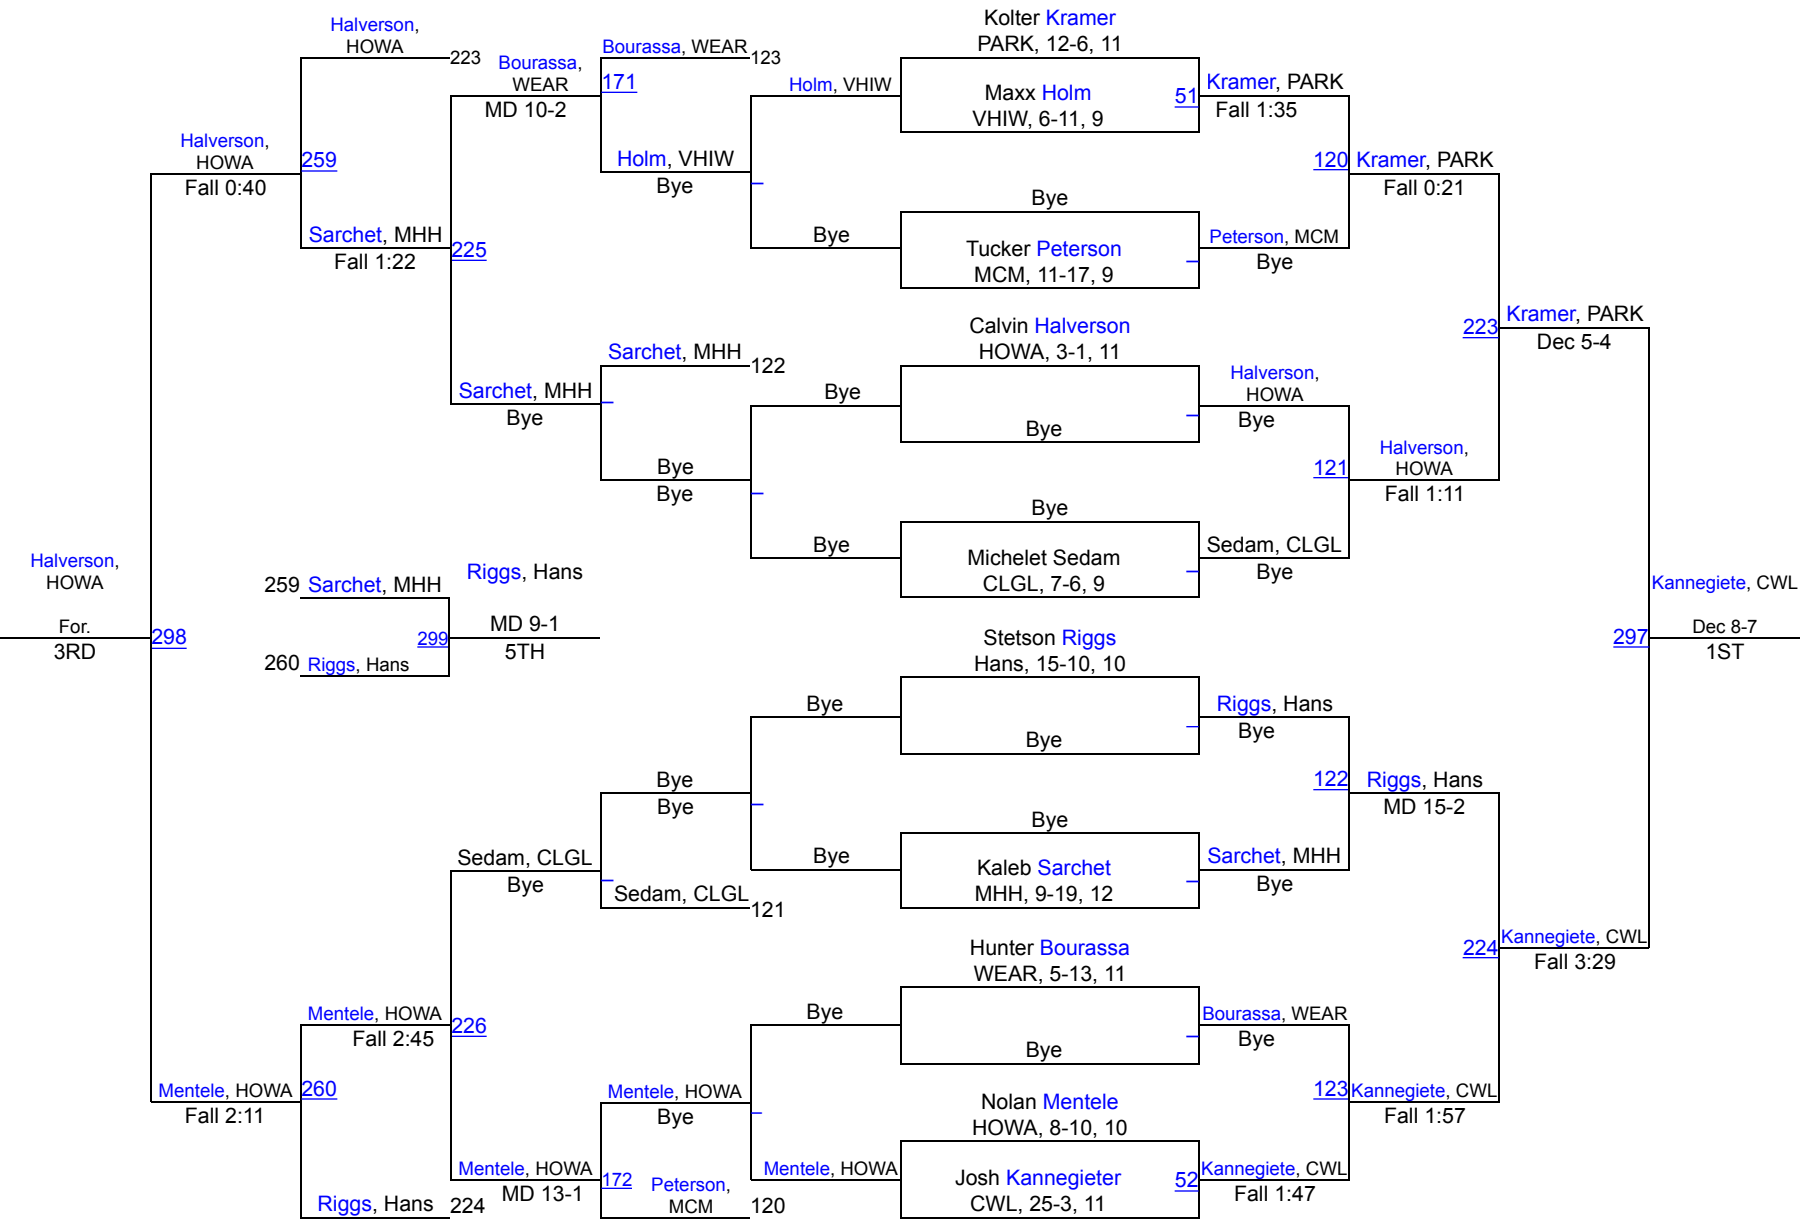 Kolter Kramer
PARK, 12-6, 11
Maxx Holm
VHIW, 6-11, 9
Bye
Tucker Peterson
MCM, 11-17, 9
Calvin Halverson
HOWA, 3-1, 11
Bye
Bye
Michelet Sedam
CLGL, 7-6, 9
Stetson Riggs
Hans, 15-10, 10
Bye
Bye
Kaleb Sarchet
MHH, 9-19, 12
Hunter Bourassa
WEAR, 5-13, 11
Bye
Nolan Mentele
HOWA, 8-10, 10
Josh Kannegieter
CWL, 25-3, 11
51
Kramer, PARK
Fall 1:35
Peterson, MCM
Bye
Halverson,
HOWA
Bye
Sedam, CLGL
Bye
Riggs, Hans
Bye
Sarchet, MHH
Bye
Bourassa, WEAR
Bye
52
Kannegiete, CWL
Fall 1:47
120
Kramer, PARK
Fall 0:21
121
Halverson,
HOWA
Fall 1:11
122
Riggs, Hans
MD 15-2
123
Kannegiete, CWL
Fall 1:57
223
Kramer, PARK
Dec 5-4
224
Kannegiete, CWL
Fall 3:29
297
Kannegiete, CWL
Dec 8-7
1ST
Holm, VHIW
Bye
Bye
Bye
Bye
Bye
Bye
Mentele, HOWA
Bourassa, WEAR
123
Holm, VHIW
Bye
Sarchet, MHH
122
Bye
Bye
Bye
Bye
Sedam, CLGL
121
Mentele, HOWA
Bye
Peterson,
MCM
120
171
Bourassa,
WEAR
MD 10-2
Sarchet, MHH
Bye
Sedam, CLGL
Bye
172
Mentele, HOWA
MD 13-1
Halverson,
HOWA
223
225
Sarchet, MHH
Fall 1:22
226
Mentele, HOWA
Fall 2:45
Riggs, Hans
224
259
Halverson,
HOWA
Fall 0:40
260
Mentele, HOWA
Fall 2:11
298
Halverson,
HOWA
For.
3RD
259 Sarchet, MHH
260 Riggs, Hans
299
Riggs, Hans
MD 9-1
5TH